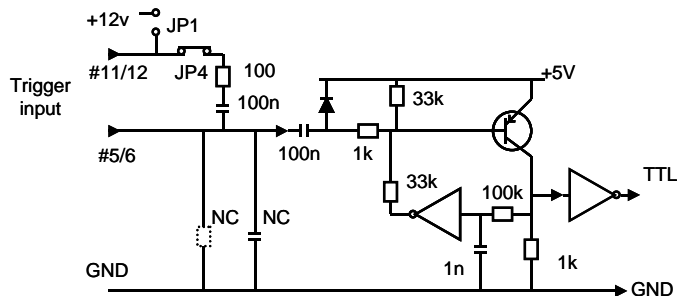 +12v
JP1
#11/12
JP4
100
+5V
Trigger
input
100n
33k
#5/6
100n
1k
33k
100k
TTL
NC
NC
1n
1k
GND
GND